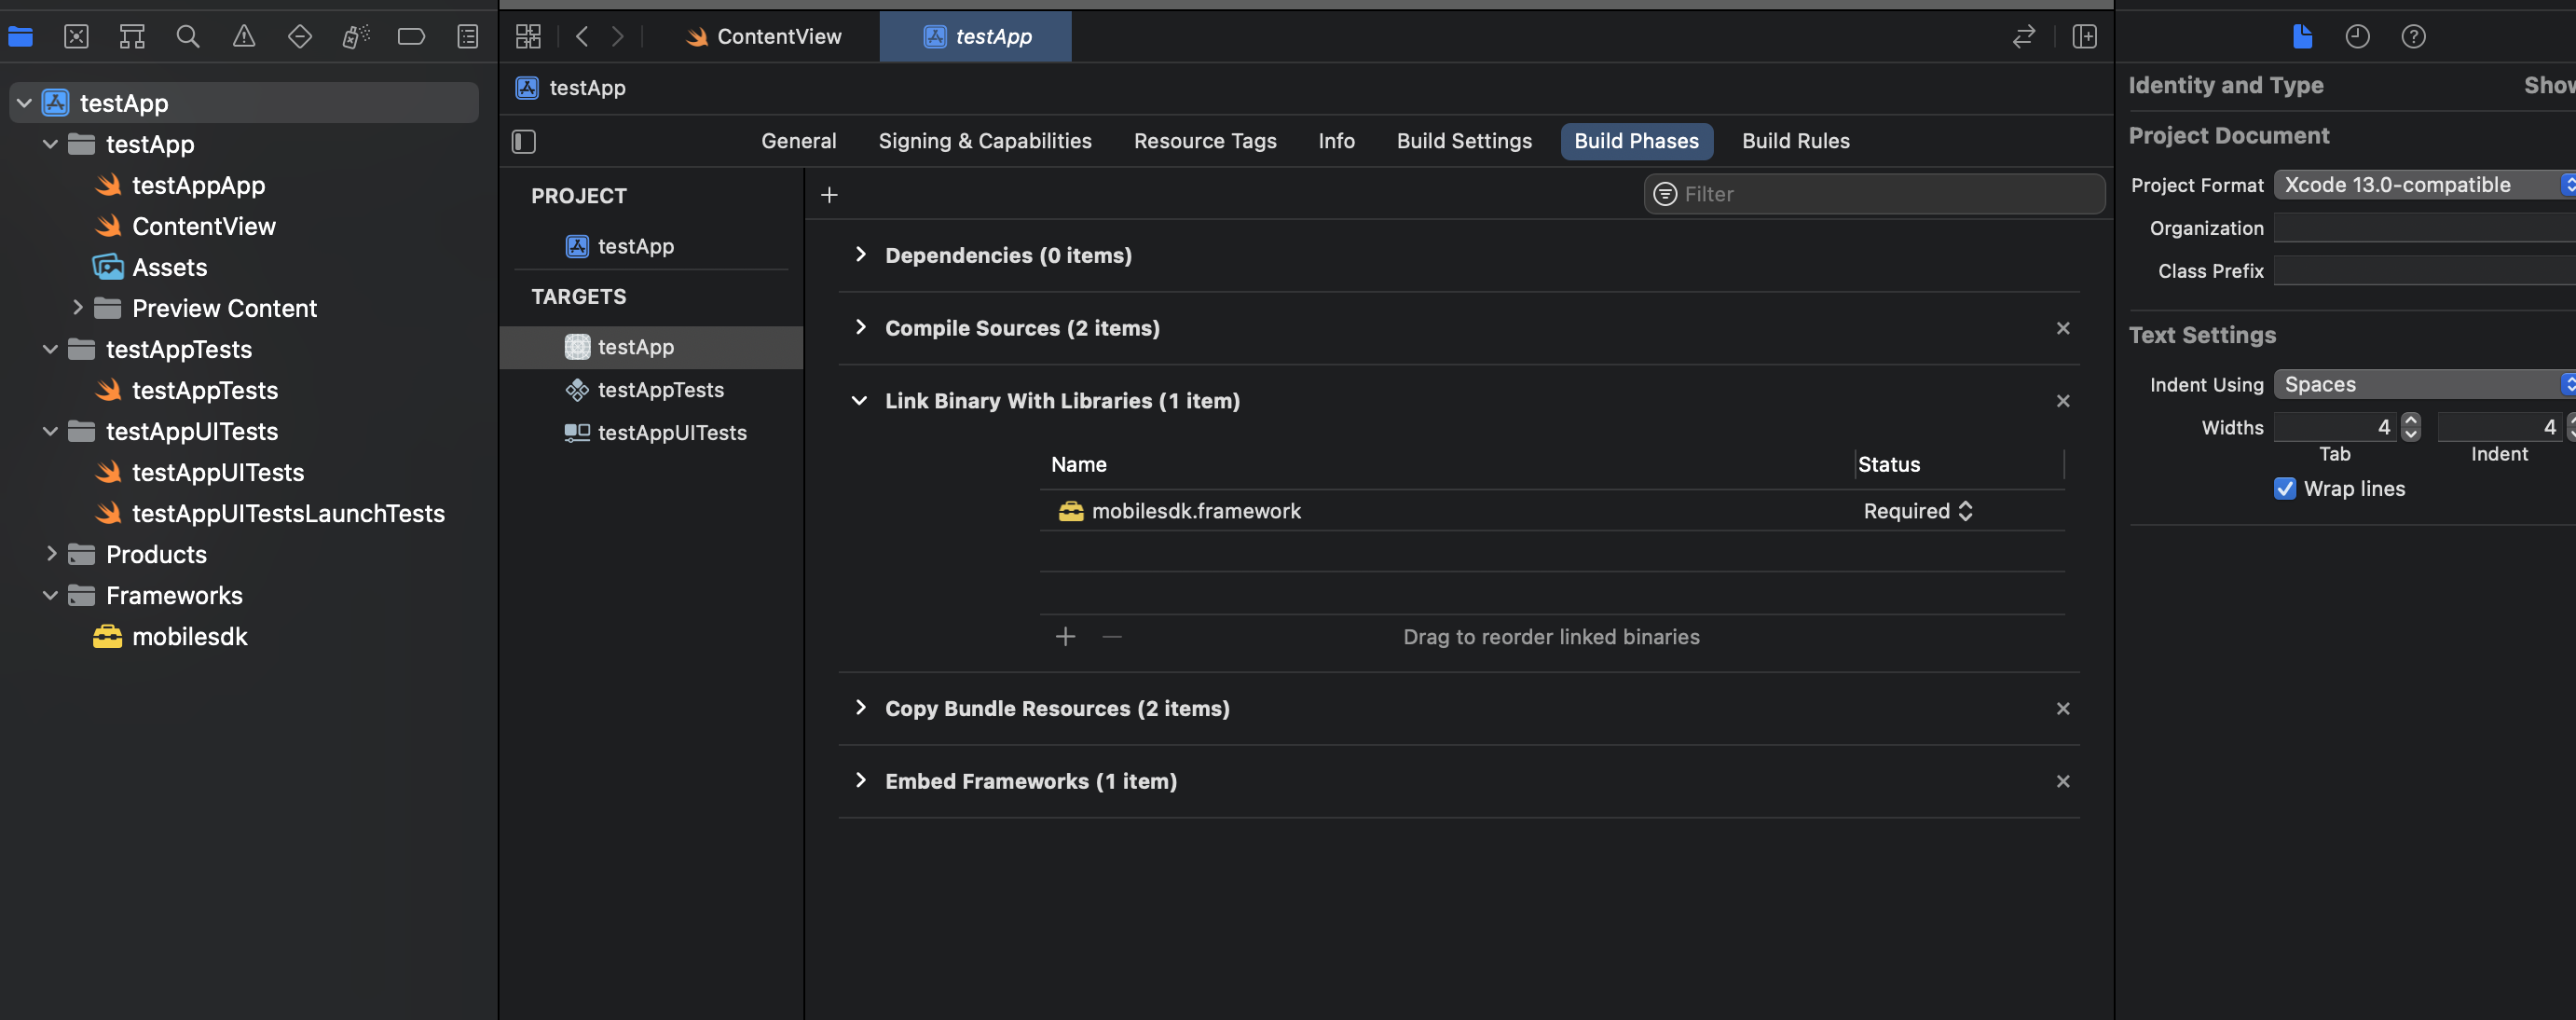 testApp
testApp
testAppApp
ContentView
Assets
Preview Content
testAppTests
testAppTests
testAppUITests
testAppUITests
testAppUITestsLaunchTests
Products
Frameworks
mobilesdk
ContentView
testApp
testApp
General
Signing & Capabilities
Resource Tags
Info
Build Settings
Build Phases
Build Rules
PROJECT
testApp
TARGETS
testApp
testAppTests
testAppUITests
Filter
Dependencies (0 items)
Compile Sources (2 items)
Link Binary With Libraries (1 item)
Name
Status
mobilesdk.framework
Required
Drag to reorder linked binaries
Copy Bundle Resources (2 items)
Embed Frameworks (1 item)
Identity and Type
Show
Project Document
Project Format
Xcode 13.0-compatible
Organization
Class Prefix
Text Settings
Indent Using
Spaces
Widths
4
4
Tab
Indent
Wrap lines